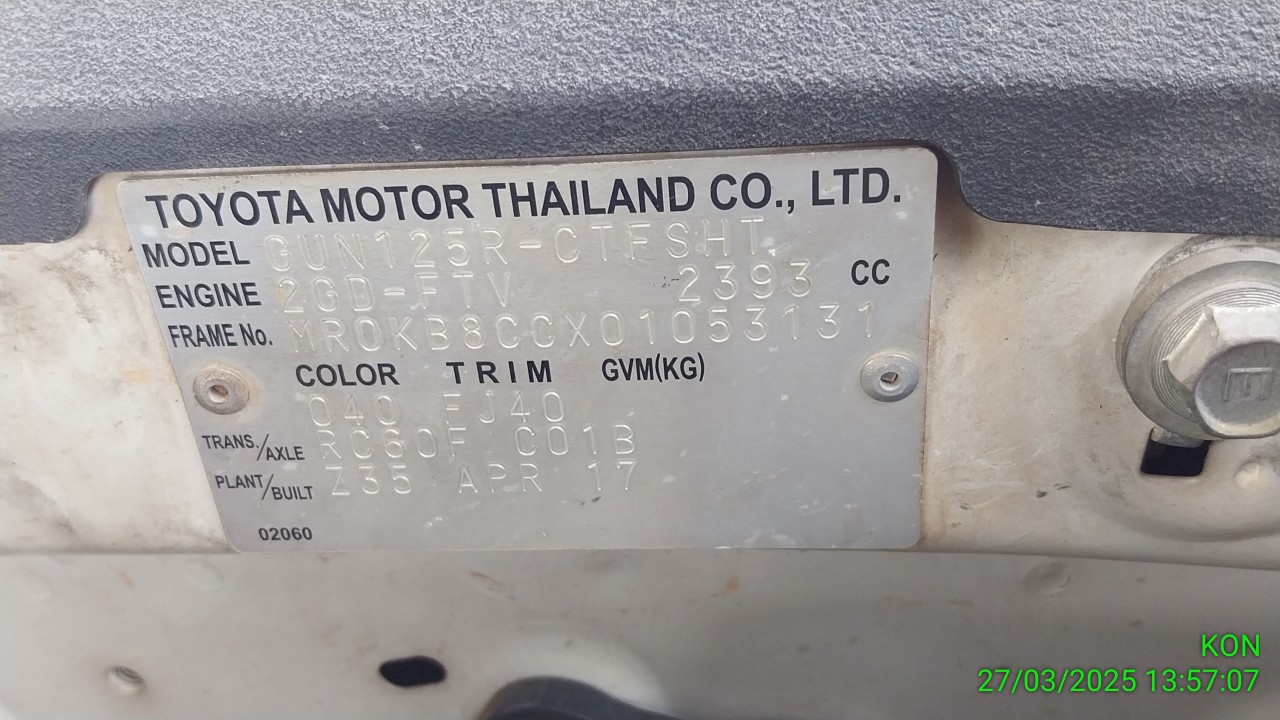 TOYOTA MOTOR THAILAND CO., LTD.
MODEL GUN125R-CTFSHT
ENGINE 2GD-FTV 2393 CC
FRAME No. MR0KB8CCX01053131
COLOR TRIM GVM(KG)
040 FJ40
TRANS./AXLE RC60F C01B
PLANT/BUILT Z35 APR 17
02060
E
KON
27/03/2025 13:57:07